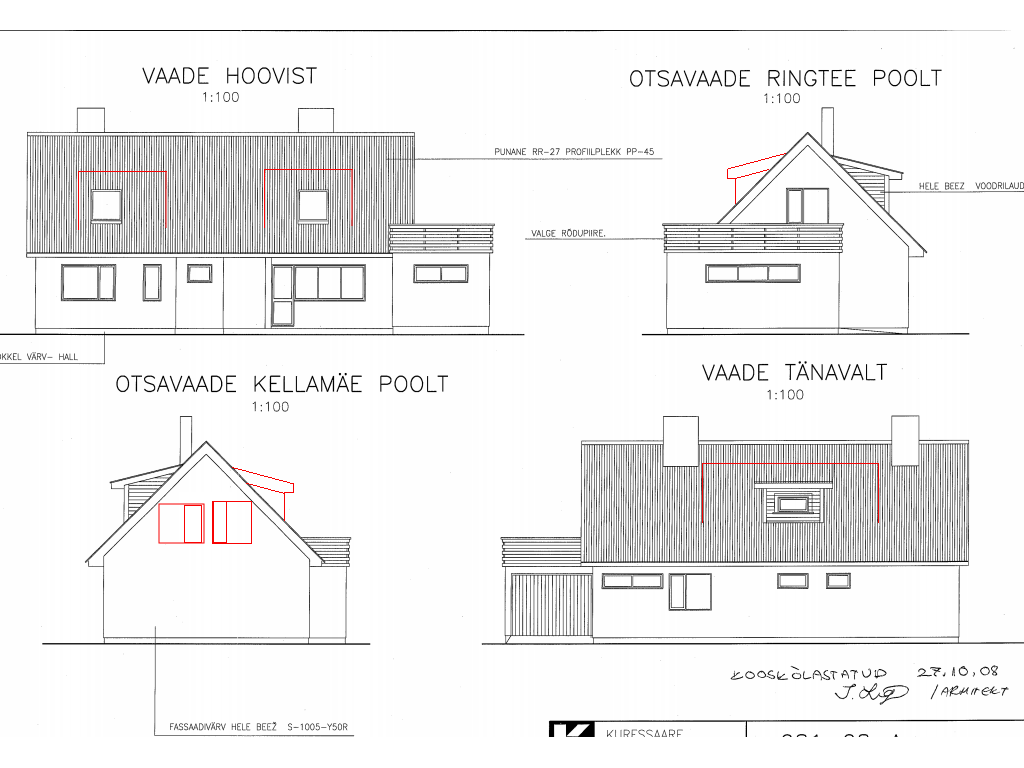 VAADE HOOVIST
1:100
OTSAVAADE RINGTEE POOLT
1:100
PUNANE RR-27 PROFIILPLEKK PP-45
HELE BEEZ VOODRILAUD
VALGE RÕDUPIIRE.
OKKEL VÄRV- HALL
OTSAVAADE KELLAMÄE POOLT
1:100
VAADE TÄNAVALT
1:100
KOOSKÕLASTATUD 27.10.08
/ARHITEKT
FASSAADIVÄRV HELE BEEŽ S-1005-Y50R
KURESSAARE